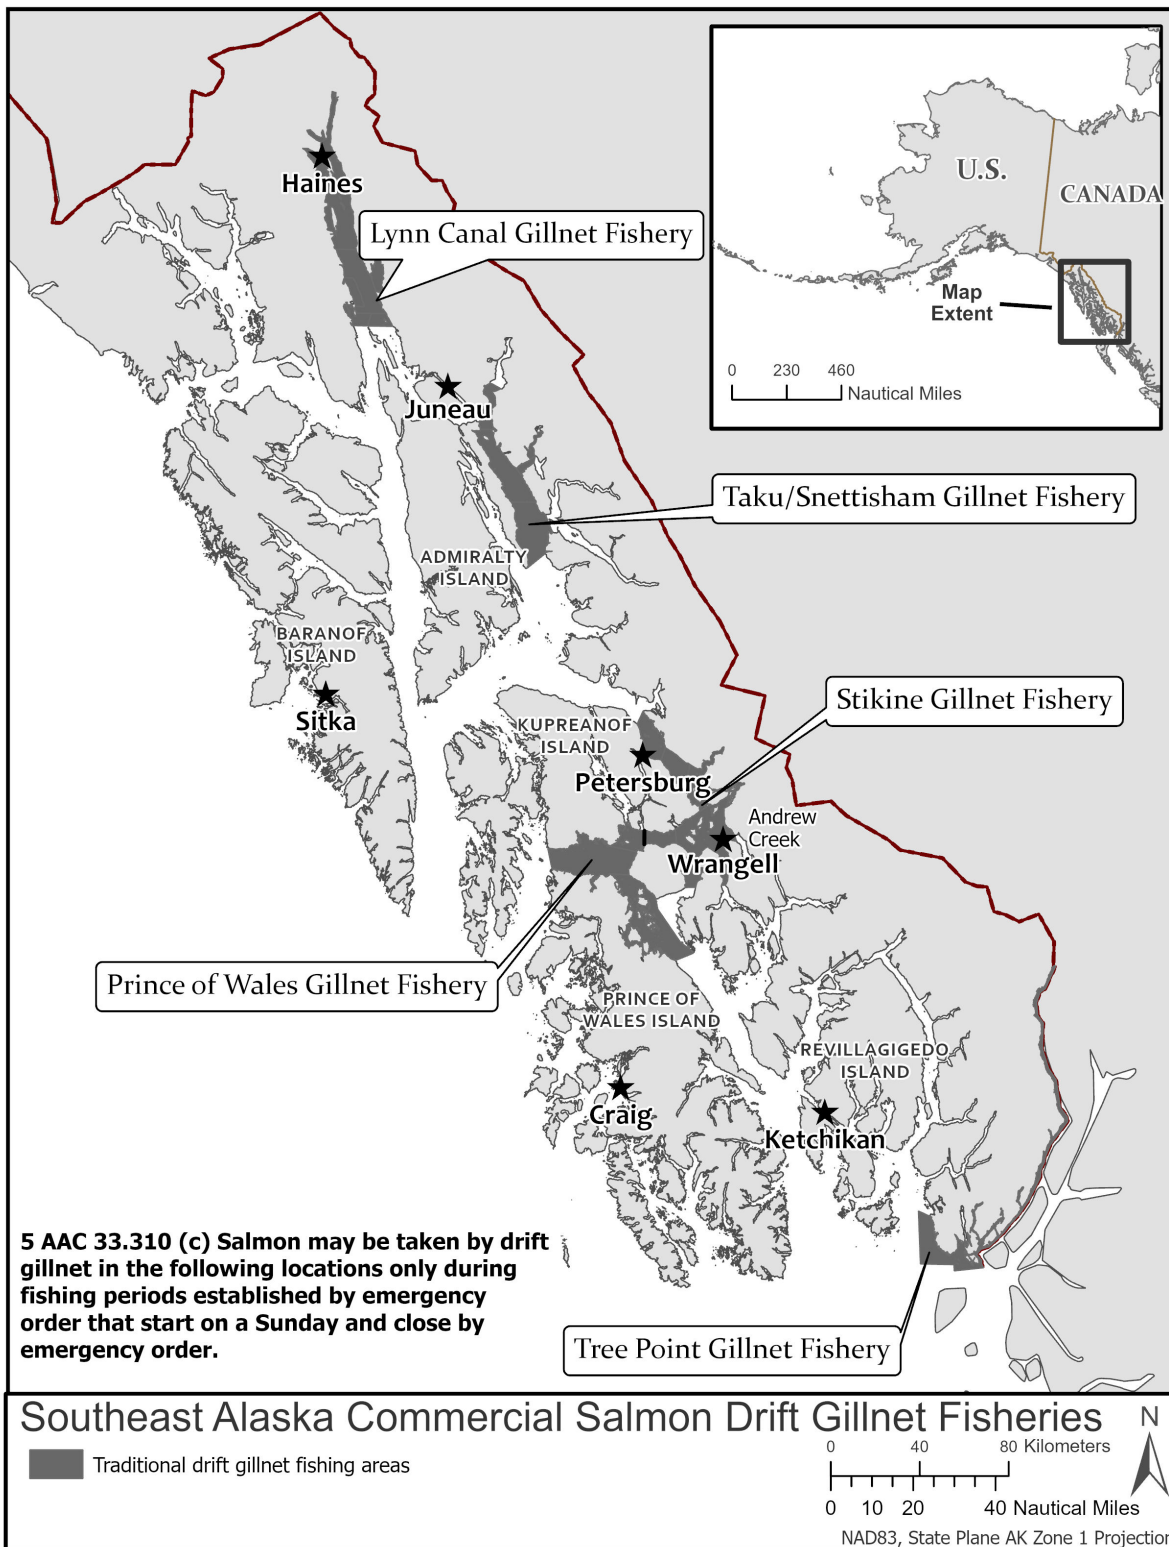 Haines
Lynn Canal Gillnet Fishery
U.S.
CANADA
Map
Extent
0 230 460
Nautical Miles
Juneau
Taku/Snettisham Gillnet Fishery
ADMIRALTY
ISLAND
BARANOF
ISLAND
Sitka
Stikine Gillnet Fishery
KUPREANOF
ISLAND
Petersburg
Andrew
Creek
Wrangell
Prince of Wales Gillnet Fishery
PRINCE OF
WALES ISLAND
REVILLAGIGEDO
ISLAND
Craig
Ketchikan
5 AAC 33.310 (c) Salmon may be taken by drift
gillnet in the following locations only during
fishing periods established by emergency
order that start on a Sunday and close by
emergency order.
Tree Point Gillnet Fishery
Southeast Alaska Commercial Salmon Drift Gillnet Fisheries
N
Traditional drift gillnet fishing areas
0 40 80 Kilometers
0 10 20 40 Nautical Miles
NAD83, State Plane AK Zone 1 Projection